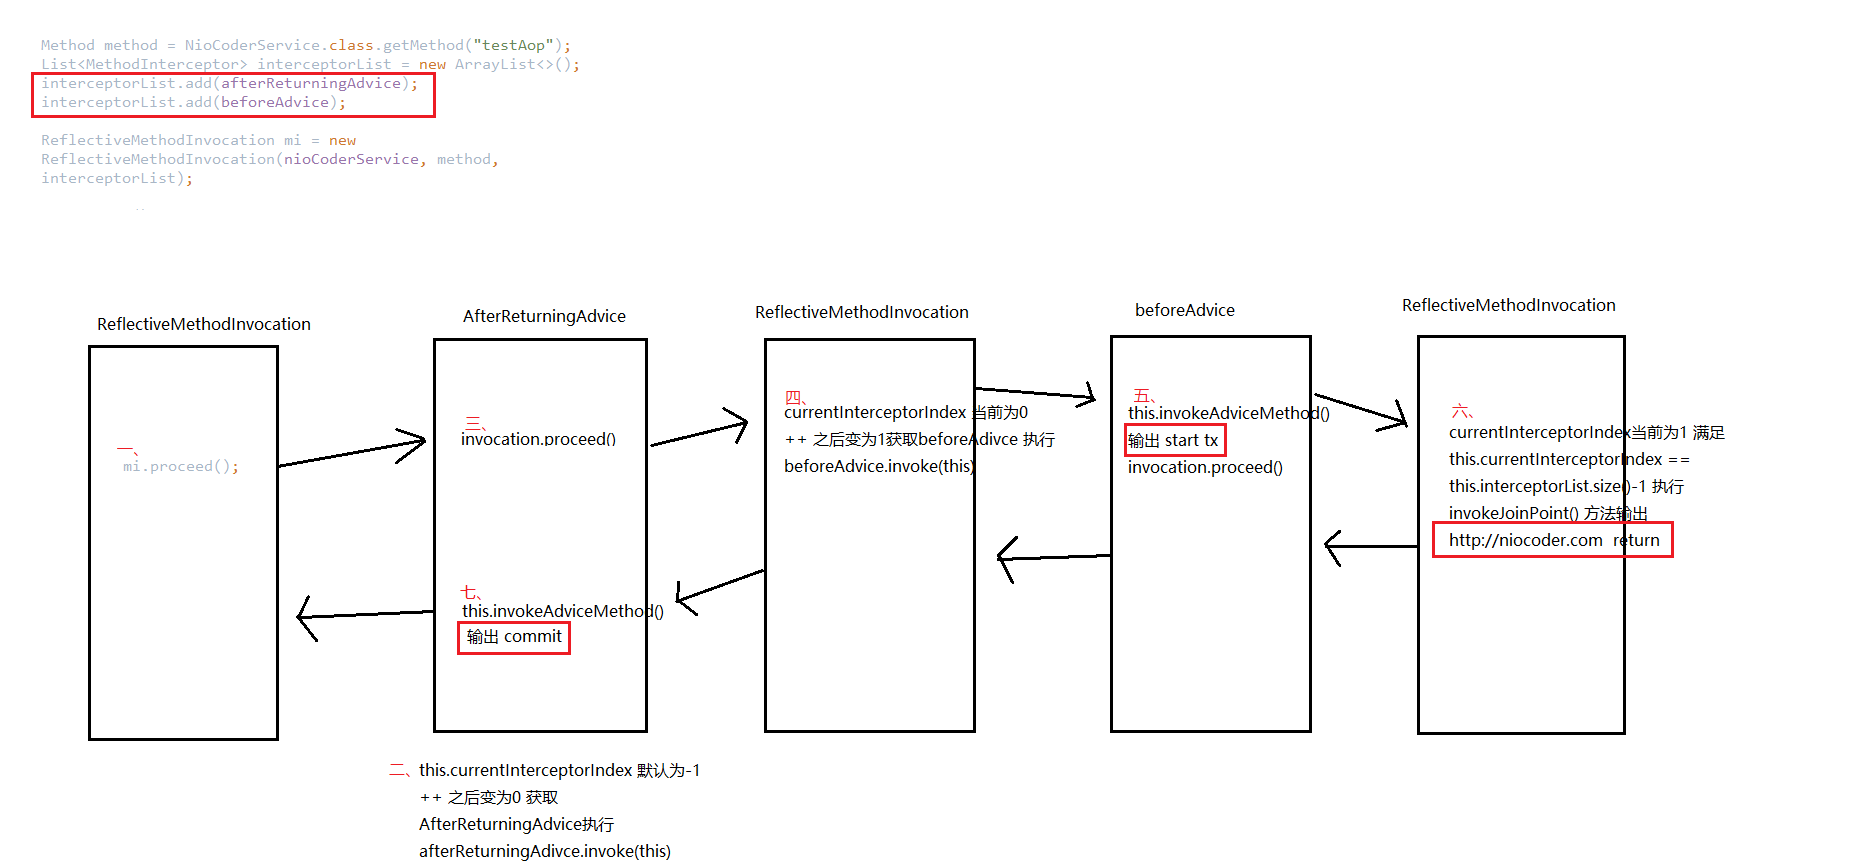 Method method = NioCoderService.class.getMethod("testAop");
List<MethodInterceptor> interceptorList = new ArrayList<>();
interceptorList.add(afterReturningAdvice);
interceptorList.add(beforeAdvice);
ReflectiveMethodInvocation mi = new
ReflectiveMethodInvocation(nioCoderService, method,
interceptorList);
ReflectiveMethodInvocation
一、
mi.proceed();
AfterReturningAdvice
三、
invocation.proceed()
七、
this.invokeAdviceMethod()
输出 commit
二、this.currentInterceptorIndex 默认为-1
++ 之后变为0 获取
AfterReturningAdvice执行
afterReturningAdivce.invoke(this)
ReflectiveMethodInvocation
四、
currentInterceptorIndex 当前为0
++ 之后变为1获取beforeAdivce 执行
beforeAdvice.invoke(this)
beforeAdvice
五、
this.invokeAdviceMethod()
输出 start tx
invocation.proceed()
ReflectiveMethodInvocation
六、
currentInterceptorIndex当前为1 满足
this.currentInterceptorIndex ==
this.interceptorList.size()-1 执行
invokeJoinPoint() 方法输出
http://niocoder.com return